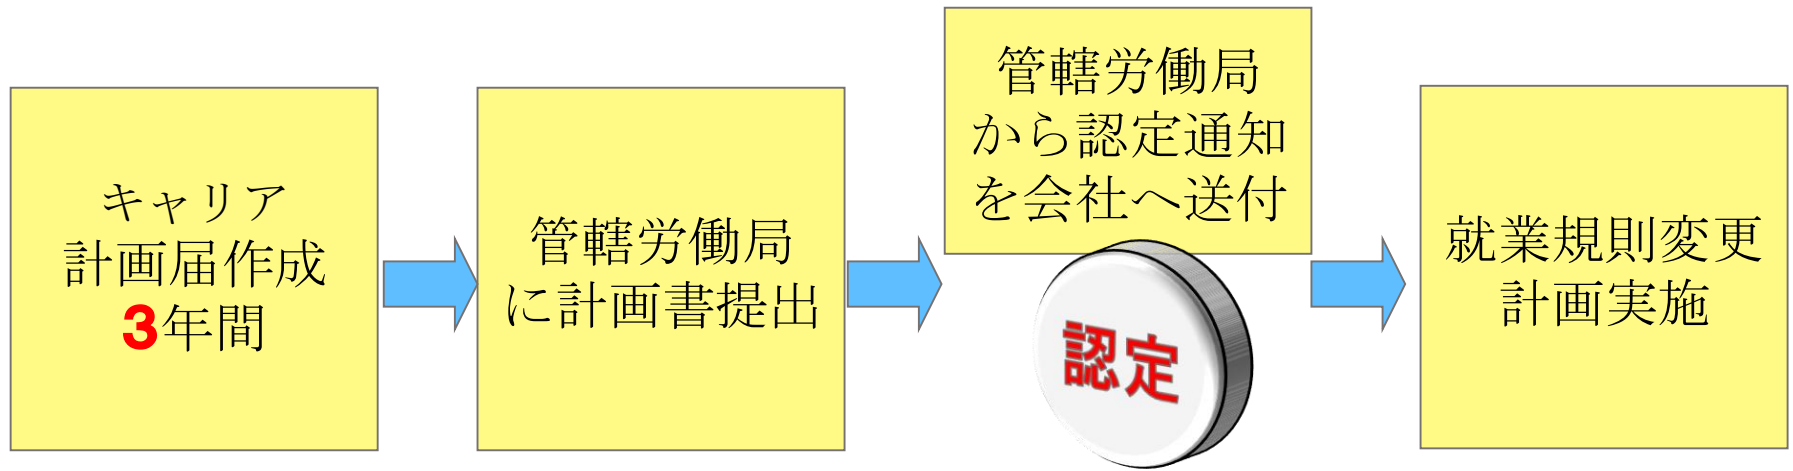 キャリア
計画届作成
3年間
管轄労働局
に計画書提出
管轄労働局
から認定通知
を会社へ送付
認定
就業規則変更
計画実施